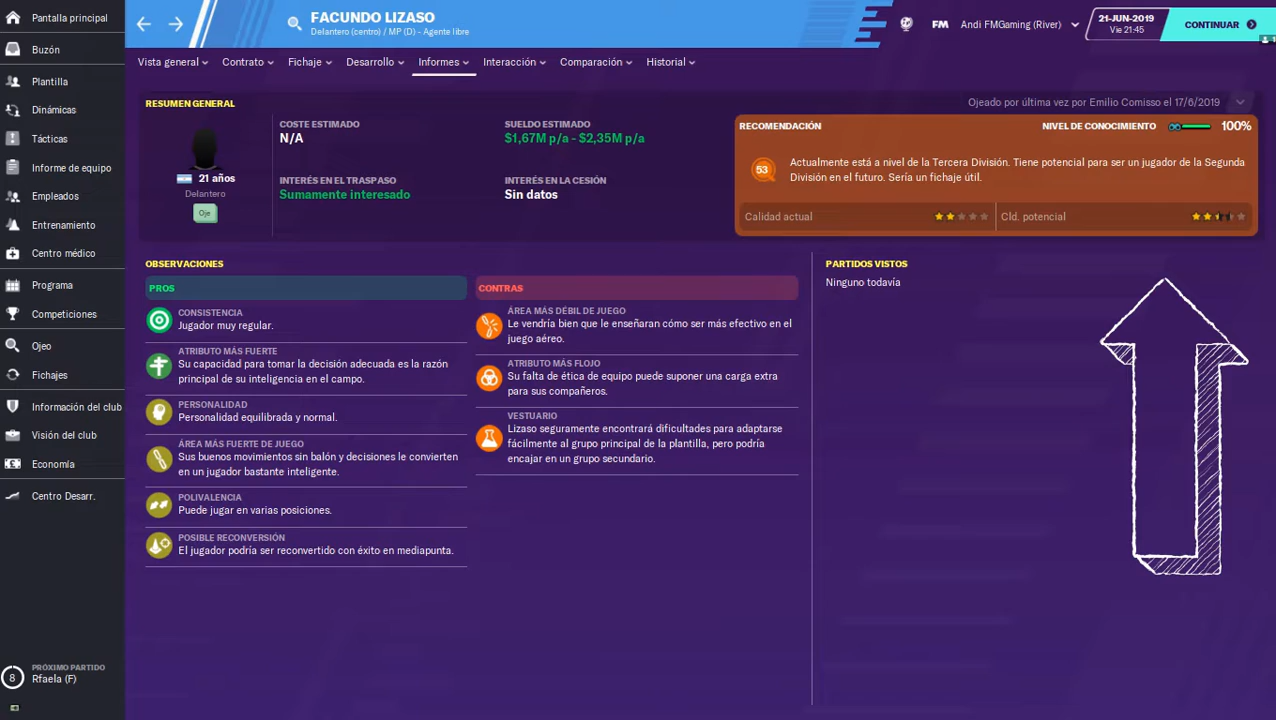 Pantalla principal
Buzón
Plantilla
Dinámicas
Tácticas
Informe de equipo
Empleados
Entrenamiento
Centro médico
Programa
Competiciones
Ojeo
Fichajes
Información del club
Visión del club
Economía
Centro Desarr.
8
PRÓXIMO PARTIDO
Rfaela (F)
FACUNDO LIZASO
Delantero (centro) / MP (D) - Agente libre
FM
Andi FMGaming (River)
21-JUN-2019
Vie 21:45
CONTINUAR
1
Vista general
Contrato
Fichaje
Desarrollo
Informes
Interacción
Comparación
Historial
RESUMEN GENERAL
Ojeado por última vez por Emilio Comisso el 17/6/2019
21 años
Delantero
Oje
COSTE ESTIMADO
N/A
SUELDO ESTIMADO
$1,67M p/a - $2,35M p/a
INTERÉS EN EL TRASPASO
Sumamente interesado
INTERÉS EN LA CESIÓN
Sin datos
RECOMENDACIÓN
NIVEL DE CONOCIMIENTO
100%
53
Actualmente está a nivel de la Tercera División. Tiene potencial para ser un jugador de la Segunda
División en el futuro. Sería un fichaje útil.
Calidad actual
Cld. potencial
OBSERVACIONES
PROS
CONSISTENCIA
Jugador muy regular.
ATRIBUTO MÁS FUERTE
Su capacidad para tomar la decisión adecuada es la razón
principal de su inteligencia en el campo.
PERSONALIDAD
Personalidad equilibrada y normal.
ÁREA MÁS FUERTE DE JUEGO
Sus buenos movimientos sin balón y decisiones le convierten
en un jugador bastante inteligente.
POLIVALENCIA
Puede jugar en varias posiciones.
POSIBLE RECONVERSIÓN
El jugador podría ser reconvertido con éxito en mediapunta.
CONTRAS
ÁREA MÁS DÉBIL DE JUEGO
Le vendría bien que le enseñaran cómo ser más efectivo en el
juego aéreo.
ATRIBUTO MÁS FLOJO
Su falta de ética de equipo puede suponer una carga extra
para sus compañeros.
VESTUARIO
Lizaso seguramente encontrará dificultades para adaptarse
fácilmente al grupo principal de la plantilla, pero podría
encajar en un grupo secundario.
PARTIDOS VISTOS
Ninguno todavía